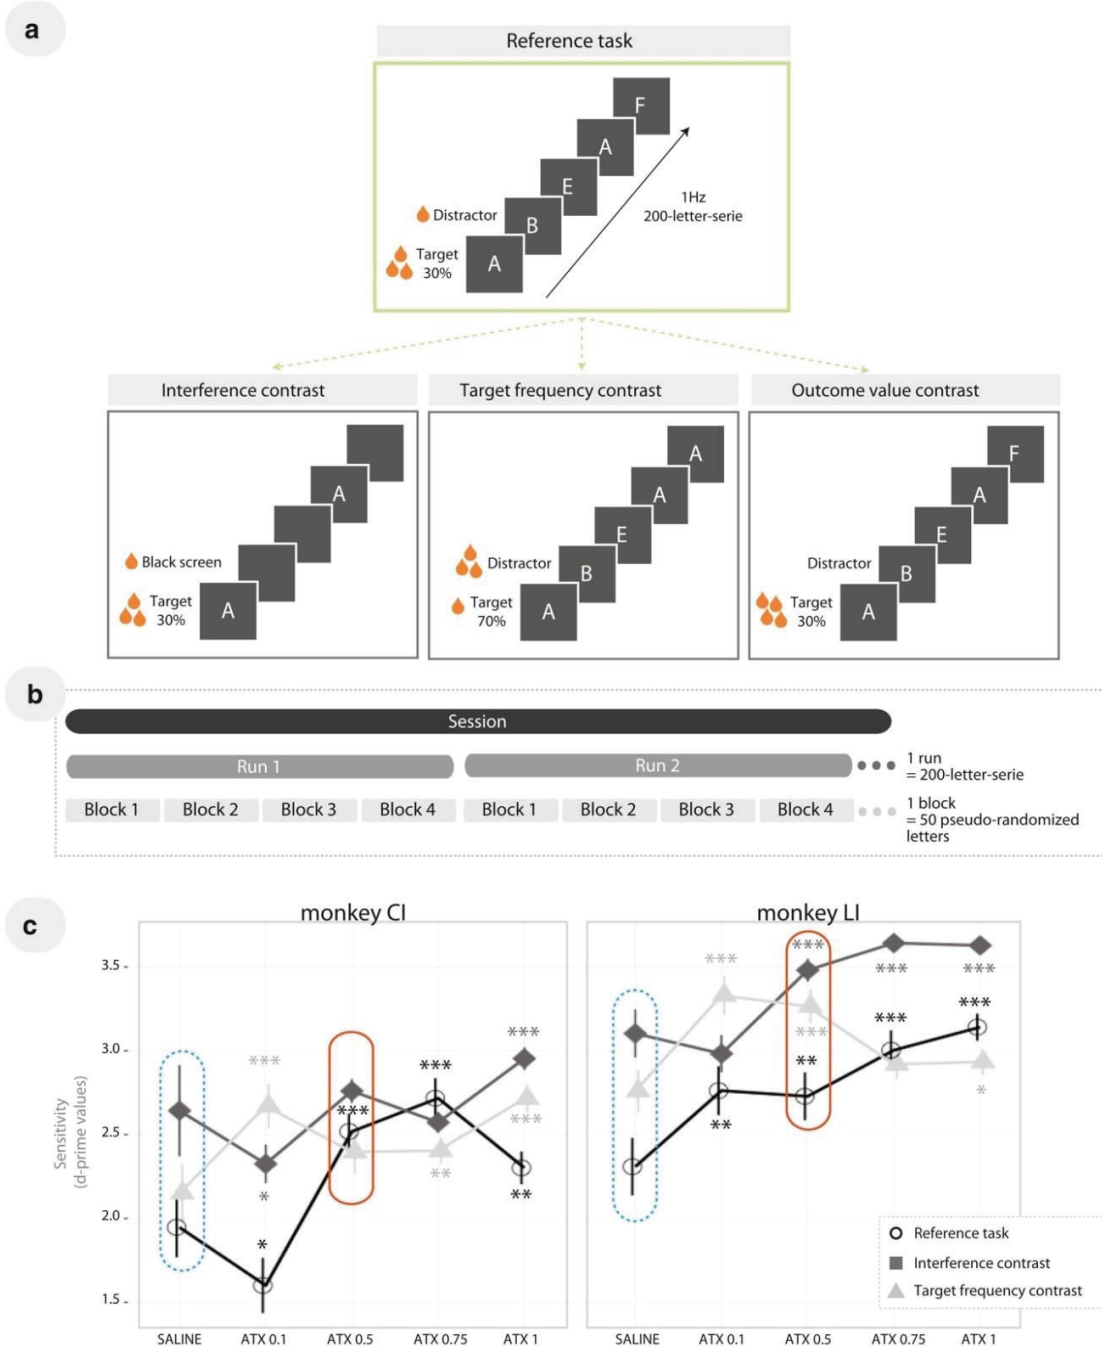 a
Reference task
F
A
E
B
A
Distractor
Target
30%
1Hz
200-letter-serie
Interference contrast
A
A
Black screen
Target
30%
Target frequency contrast
A
A
E
B
A
Distractor
Target
70%
Outcome value contrast
F
A
E
B
A
Distractor
Target
30%
b
Session
Run 1
Run 2
1 run
= 200-letter-serie
Block 1
Block 2
Block 3
Block 4
Block 1
Block 2
Block 3
Block 4
1 block
= 50 pseudo-randomized
letters
c
monkey CI
monkey LI
Sensitivity
(d-prime values)
3.5
3.0
2.5
2.0
1.5
***
*
*
***
***
**
***
***
**
***
**
***
***
**
***
***
***
***
*
SALINE
ATX 0.1
ATX 0.5
ATX 0.75
ATX 1
SALINE
ATX 0.1
ATX 0.5
ATX 0.75
ATX 1
Reference task
Interference contrast
Target frequency contrast